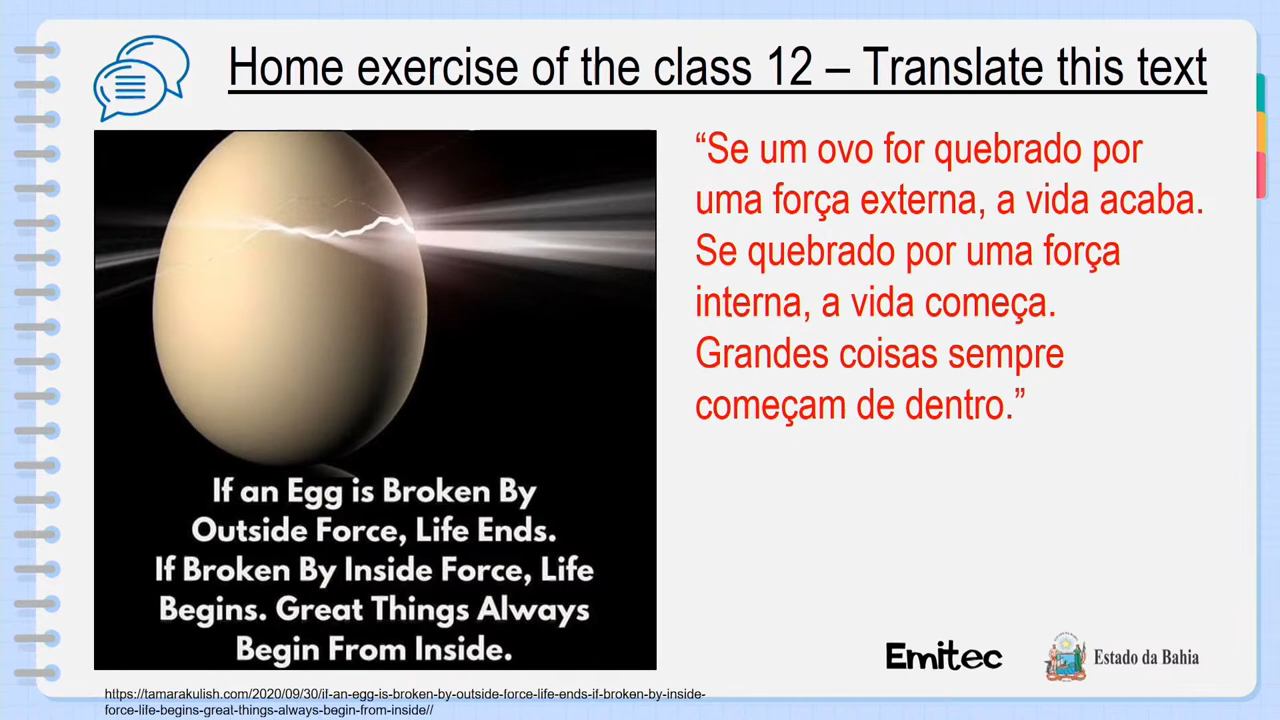 Home exercise of the class 12 – Translate this text
“Se um ovo for quebrado por
uma força externa, a vida acaba.
Se quebrado por uma força
interna, a vida começa.
Grandes coisas sempre
começam de dentro.”
If an Egg is Broken By
Outside Force, Life Ends.
If Broken By Inside Force, Life
Begins. Great Things Always
Begin From Inside.
Emitec
Estado da Bahia
https://tamarakulish.com/2020/09/30/if-an-egg-is-broken-by-outside-force-life-ends-if-broken-by-inside-
force-life-begins-great-things-always-begin-from-inside//